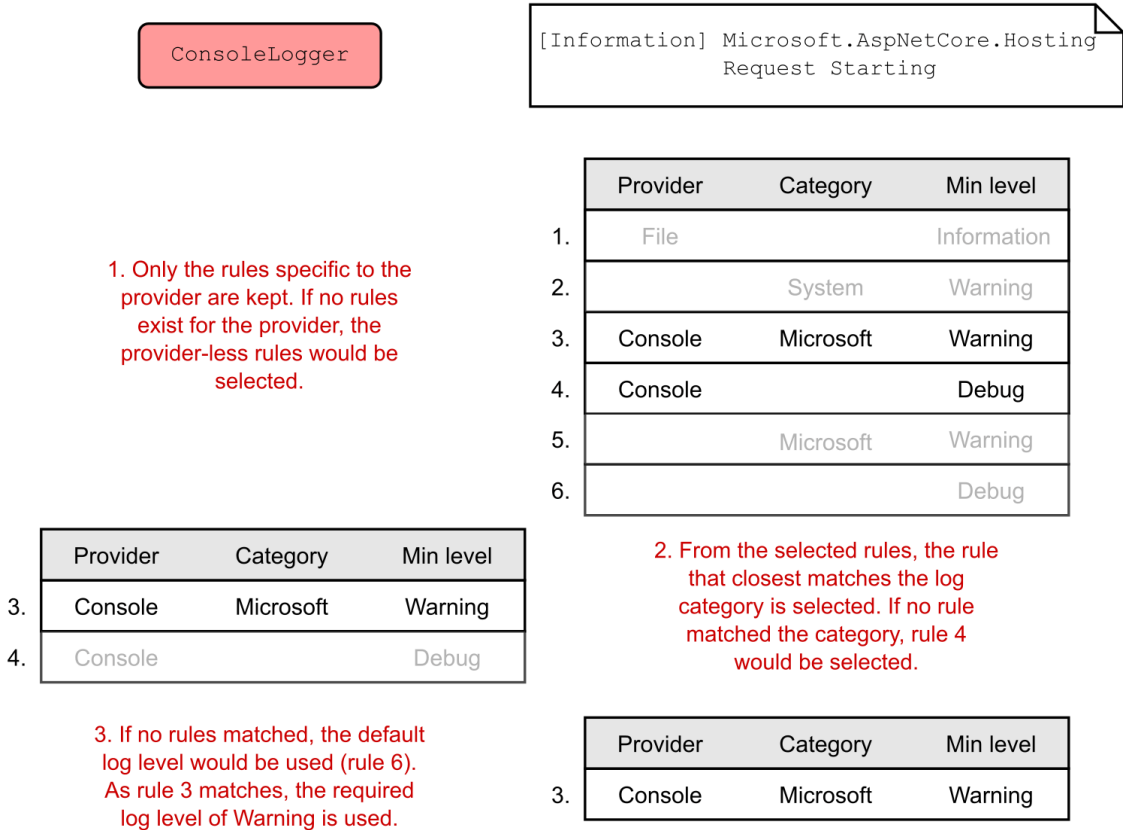 ConsoleLogger
[Information] Microsoft.AspNetCore.Hosting
Request Starting
1. Only the rules specific to the
provider are kept. If no rules
exist for the provider, the
provider-less rules would be
selected.
Provider Category Min level
1. File Information
2. System Warning
3. Console Microsoft Warning
4. Console Debug
5. Microsoft Warning
6. Debug
2. From the selected rules, the rule
that closest matches the log
category is selected. If no rule
matched the category, rule 4
would be selected.
Provider Category Min level
3. Console Microsoft Warning
4. Console Debug
3. If no rules matched, the default
log level would be used (rule 6).
As rule 3 matches, the required
log level of Warning is used.
Provider Category Min level
3. Console Microsoft Warning